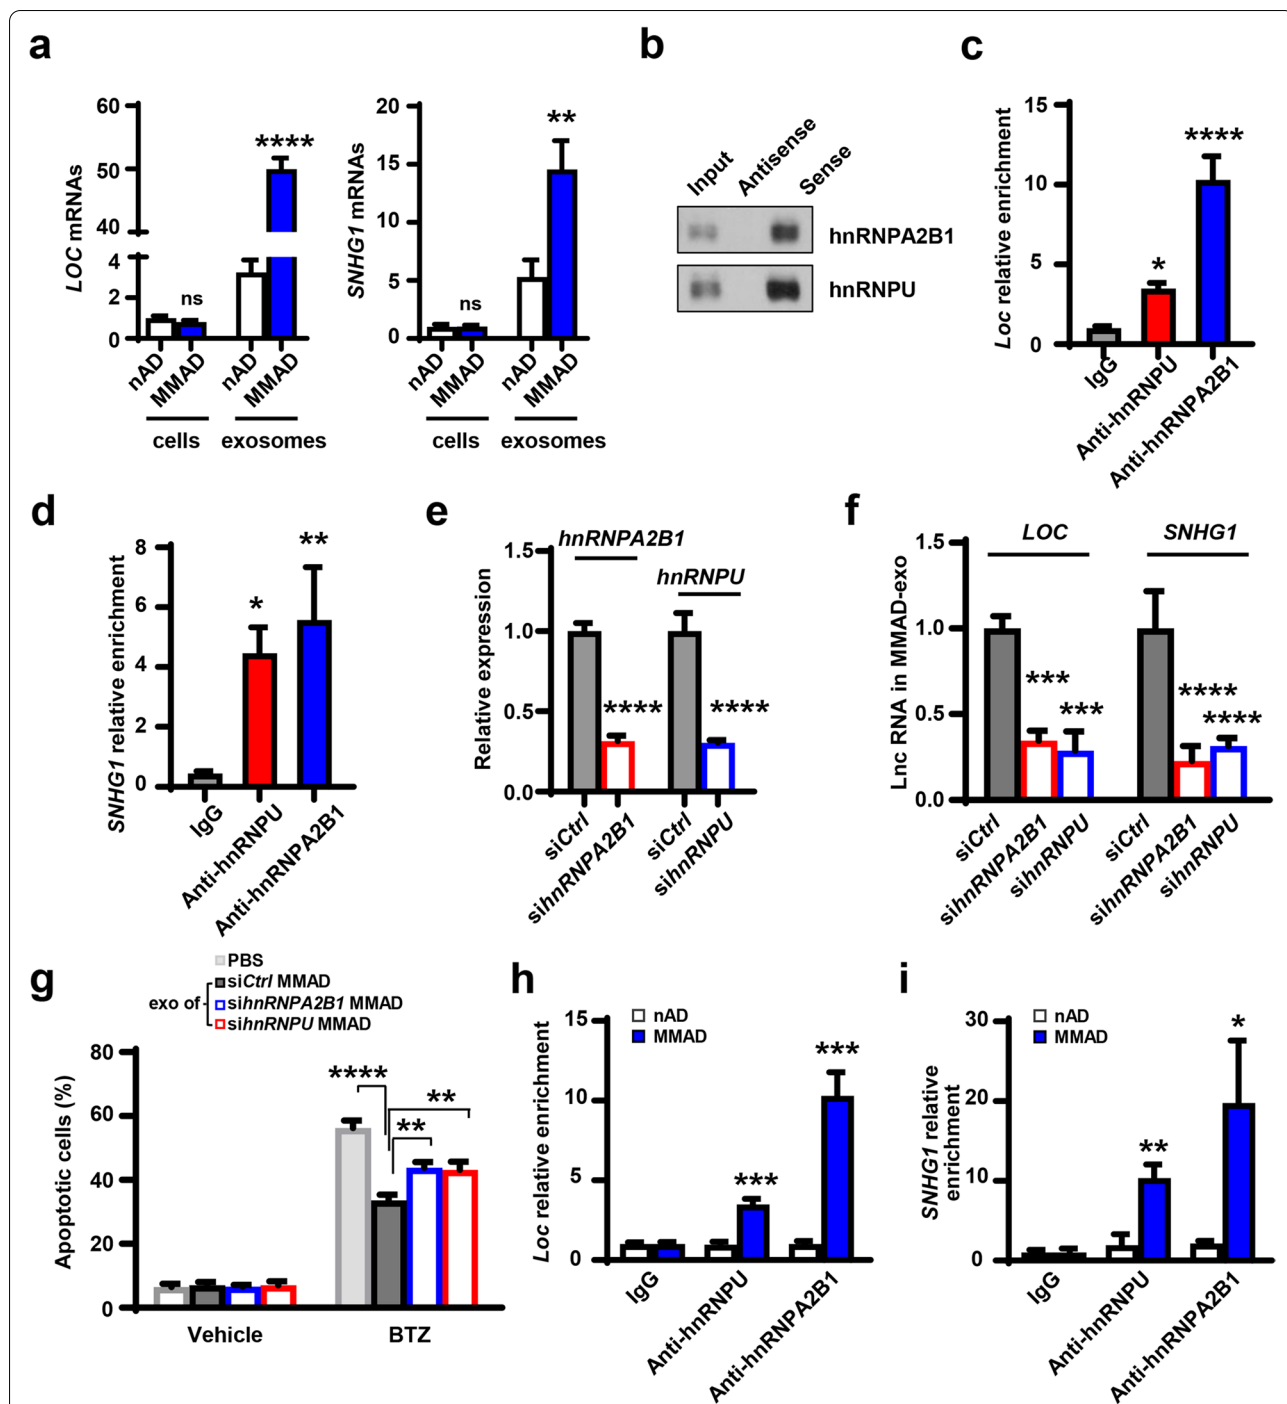 a
LOC mRNAs
60
50
40
4
2
0
****
ns
nAD
MMAD
nAD
MMAD
cells
exosomes
SNHG1 mRNAs
20
15
10
5
0
**
ns
nAD
MMAD
nAD
MMAD
cells
exosomes
b
Input
Antisense
Sense
hnRNPA2B1
hnRNPU
c
Loc relative enrichment
15
10
5
0
*
****
IgG
Anti-hnRNPU
Anti-hnRNPA2B1
d
SNHG1 relative enrichment
8
6
4
2
0
*
**
IgG
Anti-hnRNPU
Anti-hnRNPA2B1
e
Relative expression
1.5
1.0
0.5
0.0
hnRNPA2B1
hnRNPU
****
****
siCtrl
sihnRNPA2B1
siCtrl
sihnRNPU
f
Lnc RNA in MMAD-exo
1.5
1.0
0.5
0.0
LOC
SNHG1
***
***
****
****
siCtrl
sihnRNPA2B1
sihnRNPU
siCtrl
sihnRNPA2B1
sihnRNPU
g
PBS
exo of
siCtrl MMAD
sihnRNPA2B1 MMAD
sihnRNPU MMAD
Apoptotic cells (%)
80
60
40
20
0
****
**
**
Vehicle
BTZ
h
Loc relative enrichment
15
10
5
0
nAD
MMAD
***
***
IgG
Anti-hnRNPU
Anti-hnRNPA2B1
i
SNHG1 relative
enrichment
30
20
10
0
nAD
MMAD
**
*
IgG
Anti-hnRNPU
Anti-hnRNPA2B1